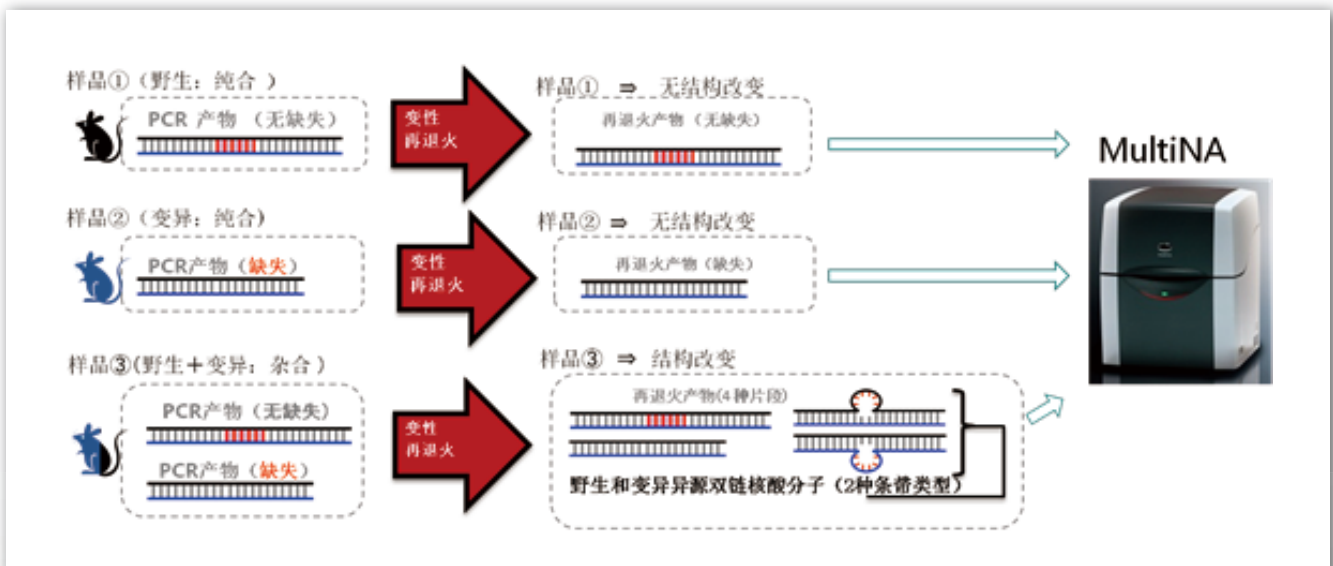 样品①（野生：纯合 ）
PCR 产物 （无缺失）
变性
再退火
样品① ⇒ 无结构改变
再退火产物（无缺失）
MultiNA
样品②（变异：纯合)
PCR产物（缺失）
变性
再退火
样品② ⇒ 无结构改变
再退火产物（缺失）
样品③(野生＋变异：杂合 ）
PCR产物（无缺失）
PCR产物（缺失）
变性
再退火
样品③ ⇒ 结构改变
再退火产物(4种片段)
野生和变异异源双链核酸分子（2种条带类型）